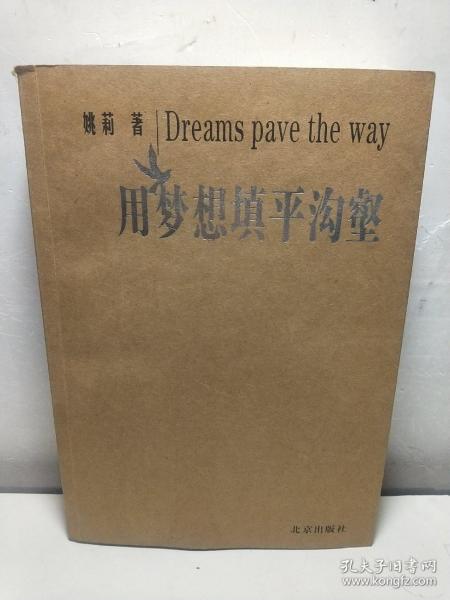 姚莉 著 Dreams pave the way
用梦想填平沟壑
北京出版社
孔夫子旧书网
www.kongfz.com